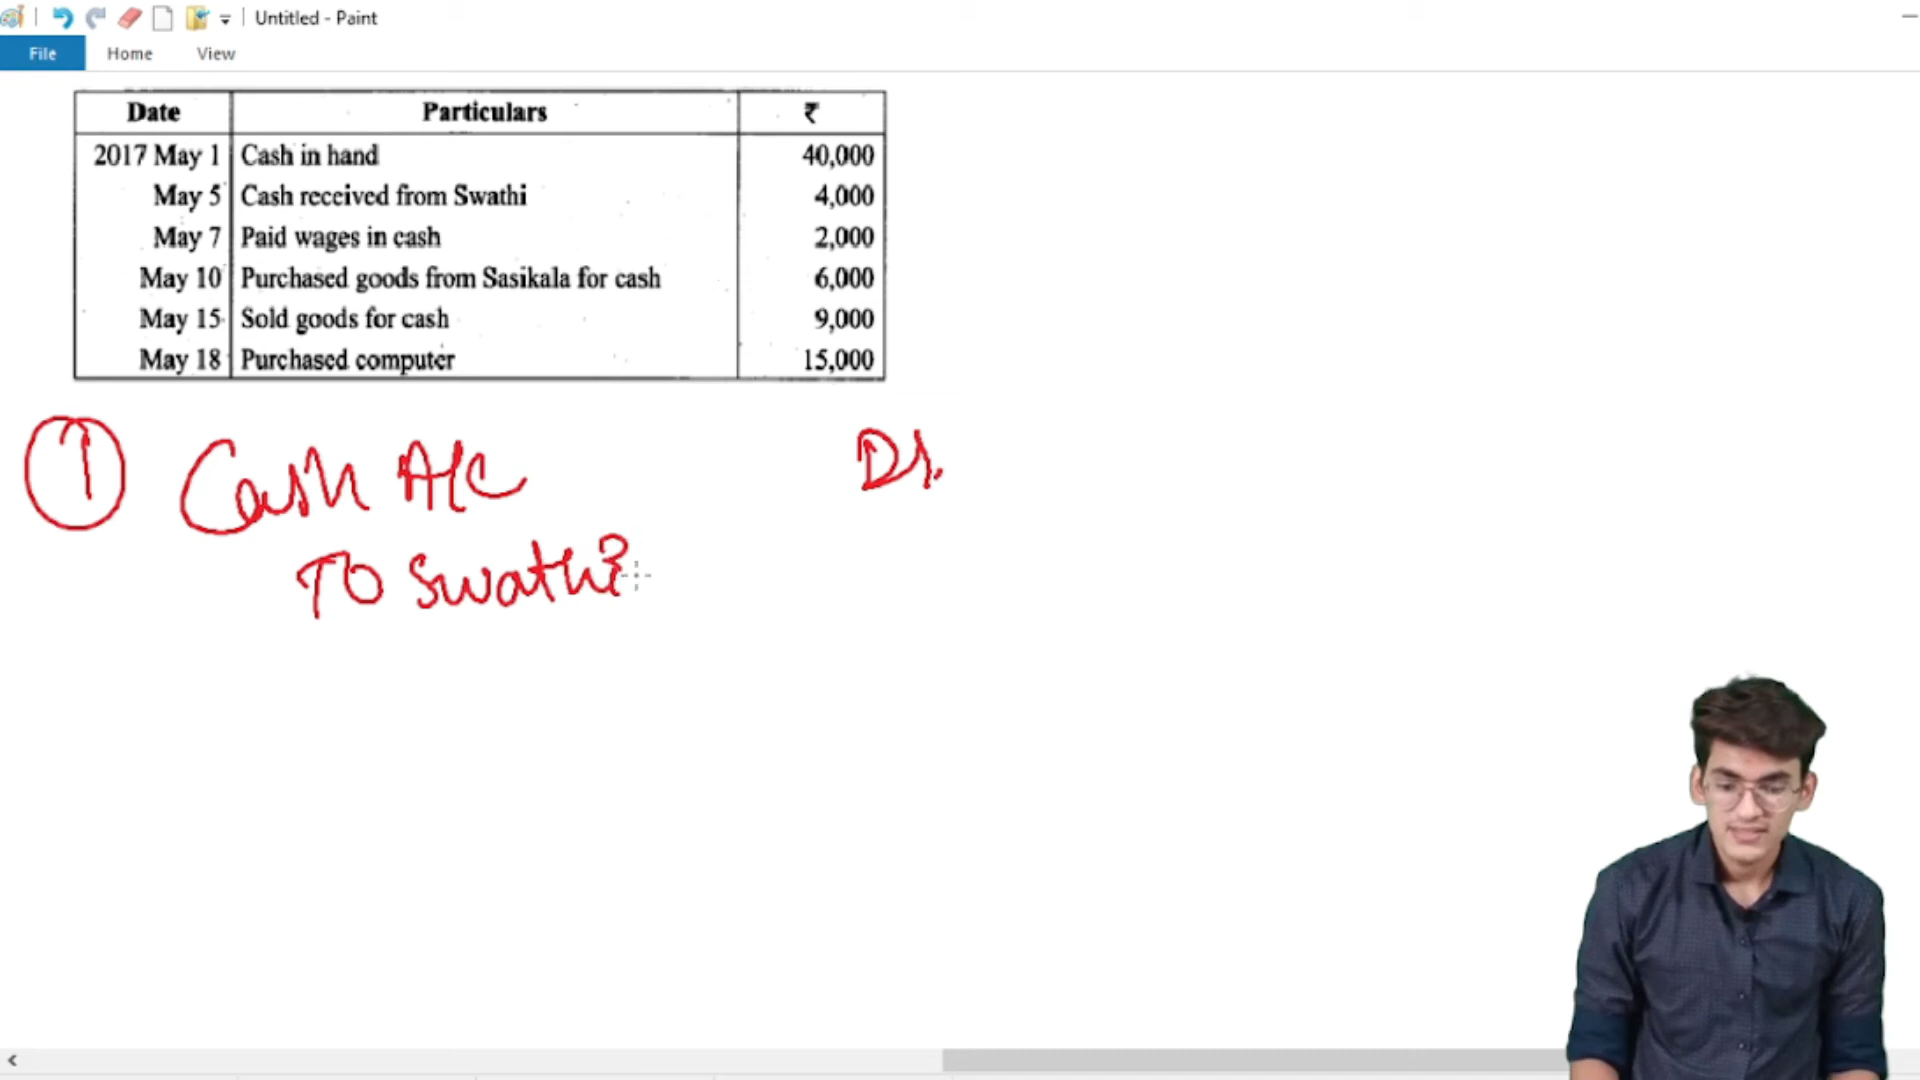 Untitled - Paint
File Home View
Date Particulars ₹
2017 May 1 Cash in hand 40,000
May 5 Cash received from Swathi 4,000
May 7 Paid wages in cash 2,000
May 10 Purchased goods from Sasikala for cash 6,000
May 15 Sold goods for cash 9,000
May 18 Purchased computer 15,000
1 Cash A/C Dr.
To Swathi